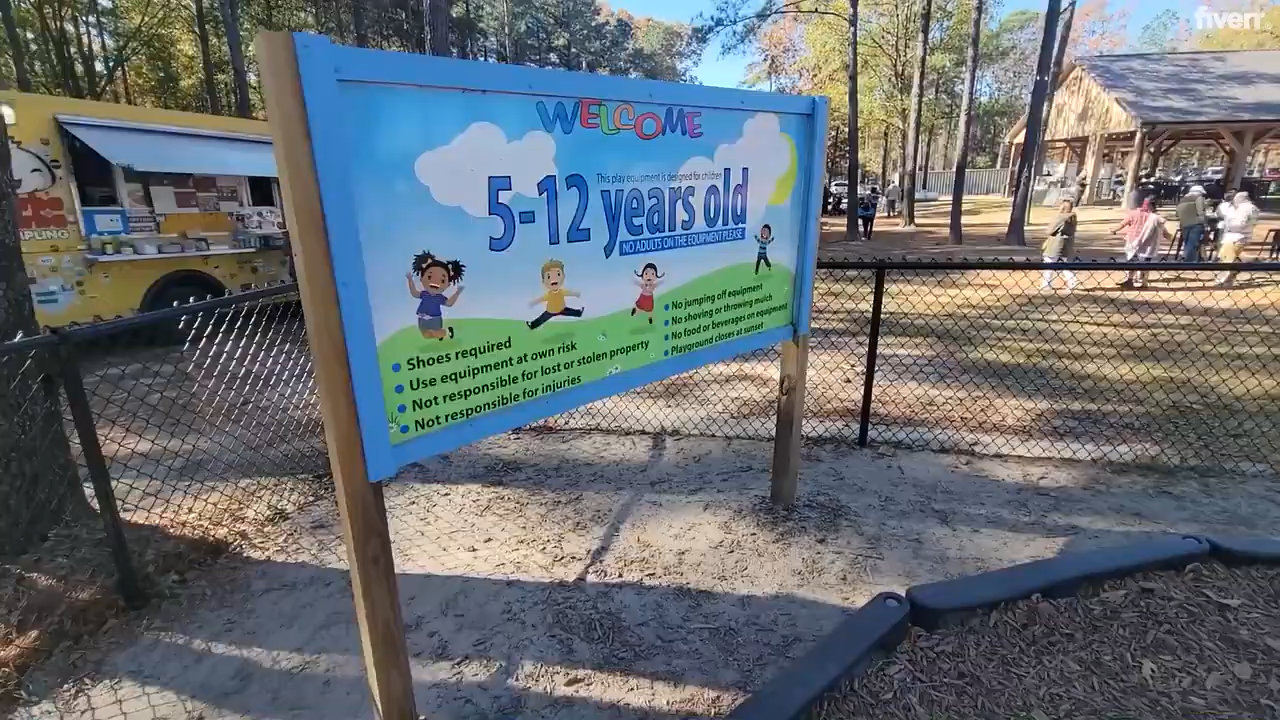 fiverr
WELCOME
This play equipment is designed for children
5-12 years old
NO ADULTS ON THE EQUIPMENT PLEASE
• Shoes required
• Use equipment at own risk
• Not responsible for lost or stolen property
• Not responsible for injuries
• No jumping off equipment
• No shoving or throwing mulch
• No food or beverages on equipment
• Playground closes at sunset